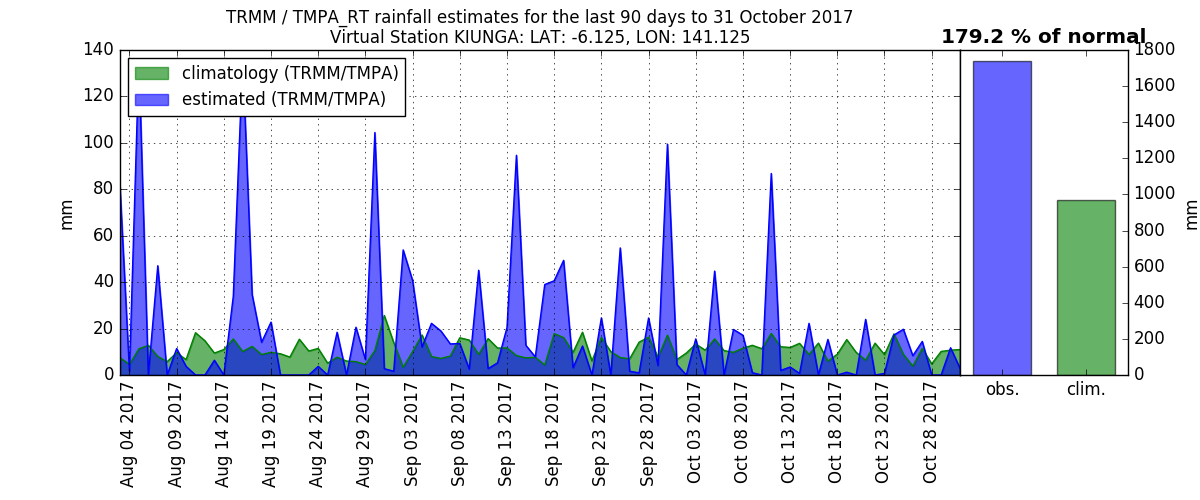 TRMM / TMPA_RT rainfall estimates for the last 90 days to 31 October 2017
Virtual Station KIUNGA: LAT: -6.125, LON: 141.125
179.2 % of normal
climatology (TRMM/TMPA)
estimated (TRMM/TMPA)
140
120
100
80
60
40
20
0
mm
Aug 04 2017
Aug 09 2017
Aug 14 2017
Aug 19 2017
Aug 24 2017
Aug 29 2017
Sep 03 2017
Sep 08 2017
Sep 13 2017
Sep 18 2017
Sep 23 2017
Sep 28 2017
Oct 03 2017
Oct 08 2017
Oct 13 2017
Oct 18 2017
Oct 23 2017
Oct 28 2017
1800
1600
1400
1200
1000
800
600
400
200
0
mm
obs.
clim.